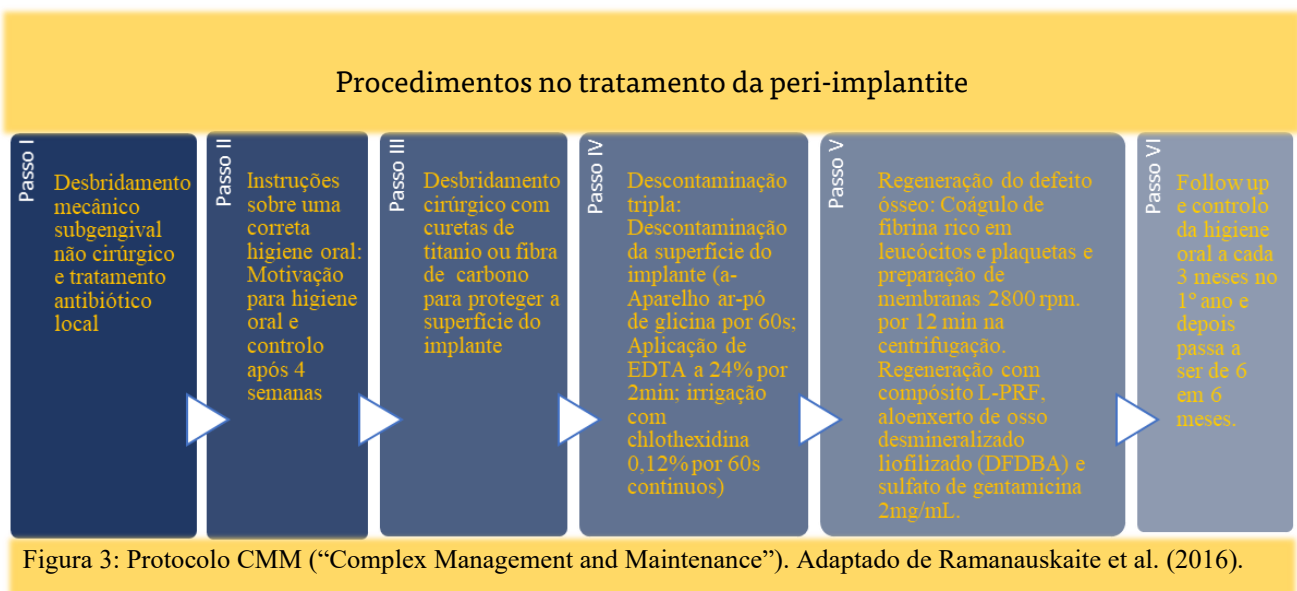 Procedimentos no tratamento da peri-implantite
Passo I
Desbridamento
mecânico
subgengival
não cirúrgico
e tratamento
antibiótico
local
Passo II
Instruções
sobre uma
correta
higiene oral:
Motivação
para higiene
oral e
controlo
após 4
semanas
Passo III
Desbridamento
cirúrgico com
curetas de
titanio ou fibra
de carbono
para proteger a
superfície do
implante
Passo IV
Descontaminação
tripla:
Descontaminação
da superfície do
implante (a-
Aparelho ar-pó
de glicina por 60s;
Aplicação de
EDTA a 24% por
2min; irrigação
com
chlothexidina
0,12% por 60s
continuos)
Passo V
Regeneração do defeito
ósseo: Coágulo de
fibrina rico em
leucócitos e plaquetas e
preparação de
membranas 2800 rpm.
por 12 min na
centrifugação.
Regeneração com
compósito L-PRF,
aloenxerto de osso
desmineralizado
liofilizado (DFDBA) e
sulfato de gentamicina
2mg/mL.
Passo VI
Follow up
e controlo
da higiene
oral a cada
3 meses no
1º ano e
depois
passa a
ser de 6
em 6
meses.
Figura 3: Protocolo CMM (“Complex Management and Maintenance”). Adaptado de Ramanauskaite et al. (2016).